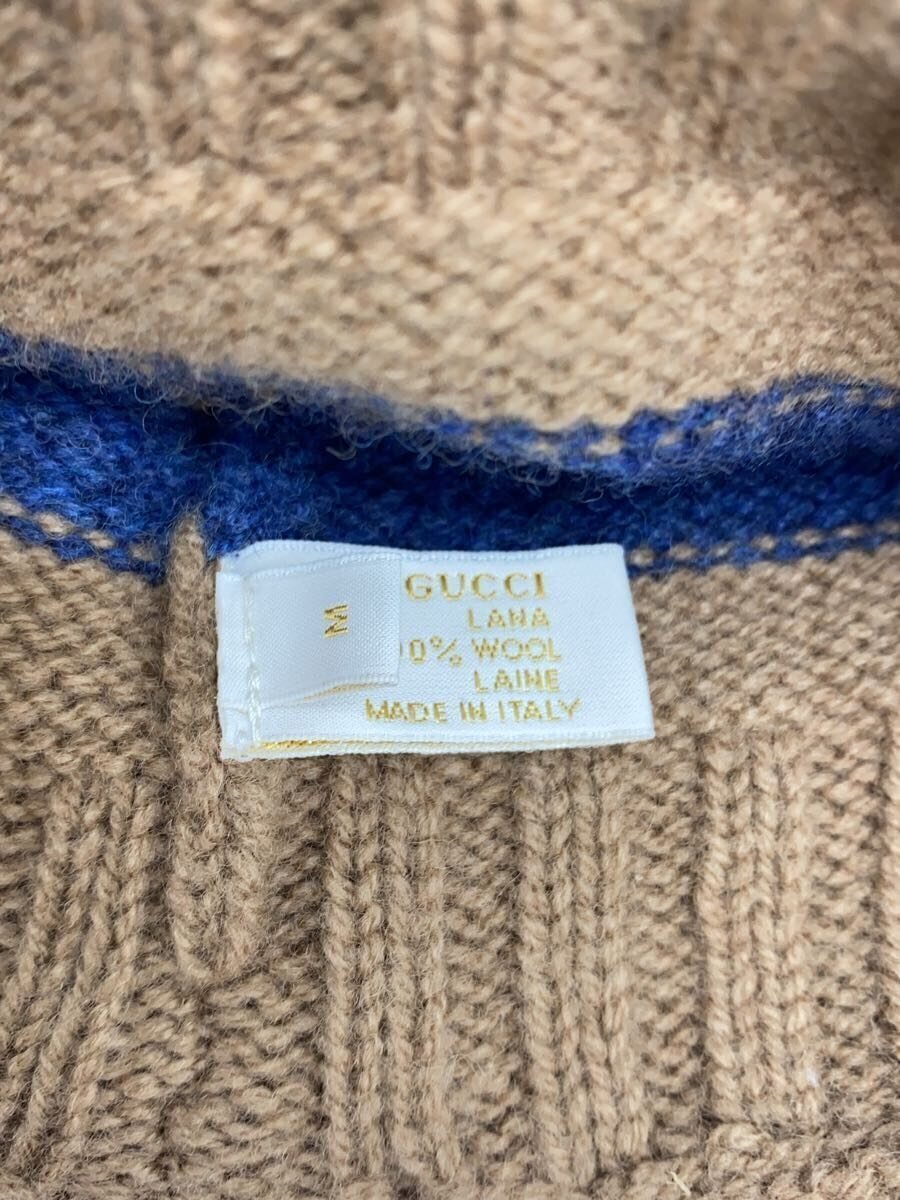 GUCCI
LANA
0% WOOL
LAINE
MADE IN ITALY
M